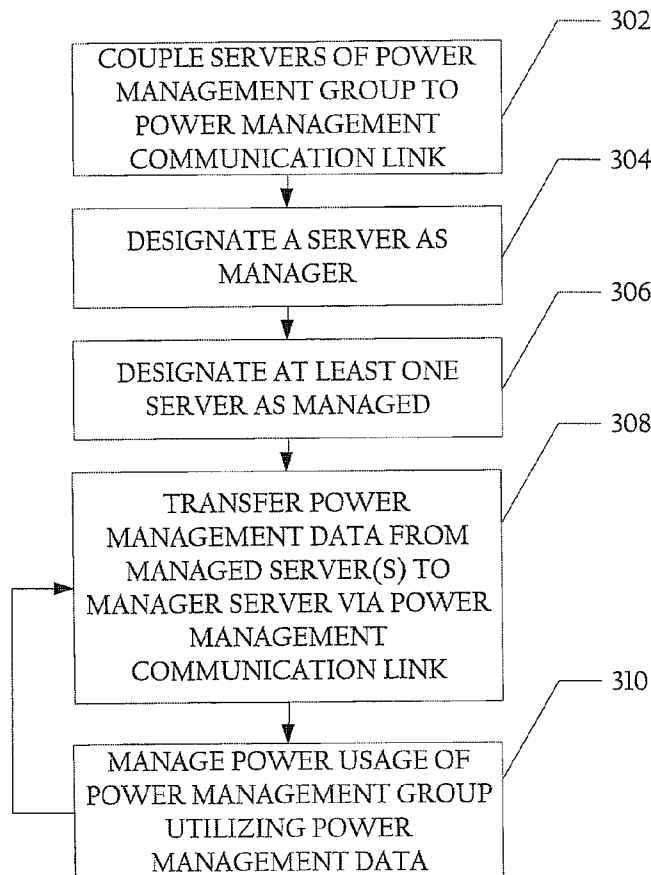 302
COUPLE SERVERS OF POWER
MANAGEMENT GROUP TO
POWER MANAGEMENT
COMMUNICATION LINK
304
DESIGNATE A SERVER AS
MANAGER
306
DESIGNATE AT LEAST ONE
SERVER AS MANAGED
308
TRANSFER POWER
MANAGEMENT DATA FROM
MANAGED SERVER(S) TO
MANAGER SERVER VIA POWER
MANAGEMENT
COMMUNICATION LINK
310
MANAGE POWER USAGE OF
POWER MANAGEMENT GROUP
UTILIZING POWER
MANAGEMENT DATA